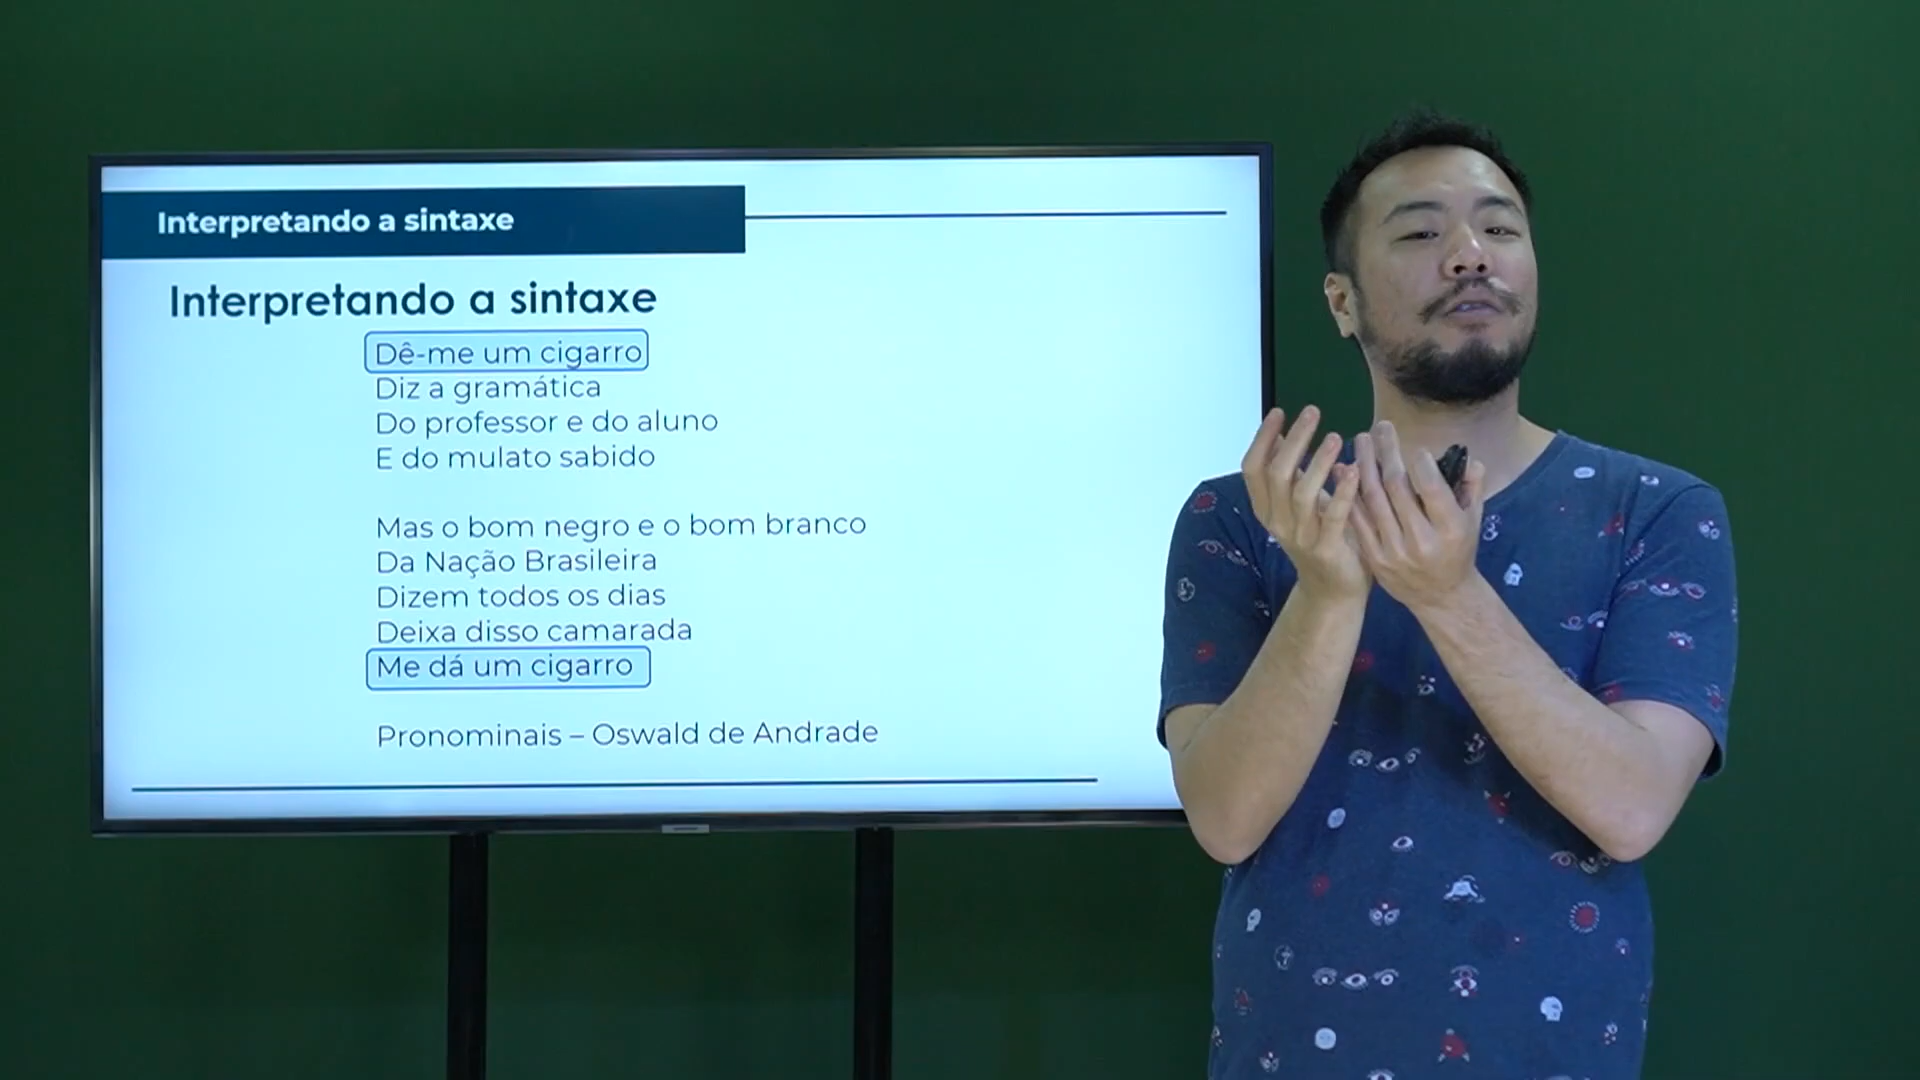 Interpretando a sintaxe
Interpretando a sintaxe
Dê-me um cigarro
Diz a gramática
Do professor e do aluno
E do mulato sabido
Mas o bom negro e o bom branco
Da Nação Brasileira
Dizem todos os dias
Deixa disso camarada
Me dá um cigarro
Pronominais – Oswald de Andrade